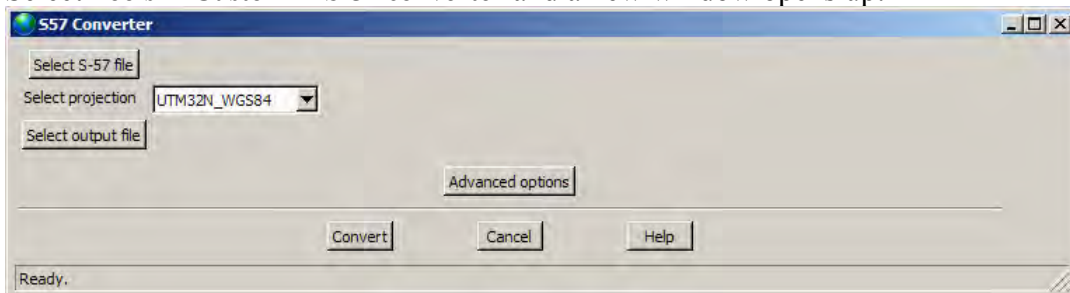 S57 Converter
Select S-57 file
Select projection UTM32N_WGS84
Select output file
Advanced options
Convert Cancel Help
Ready.